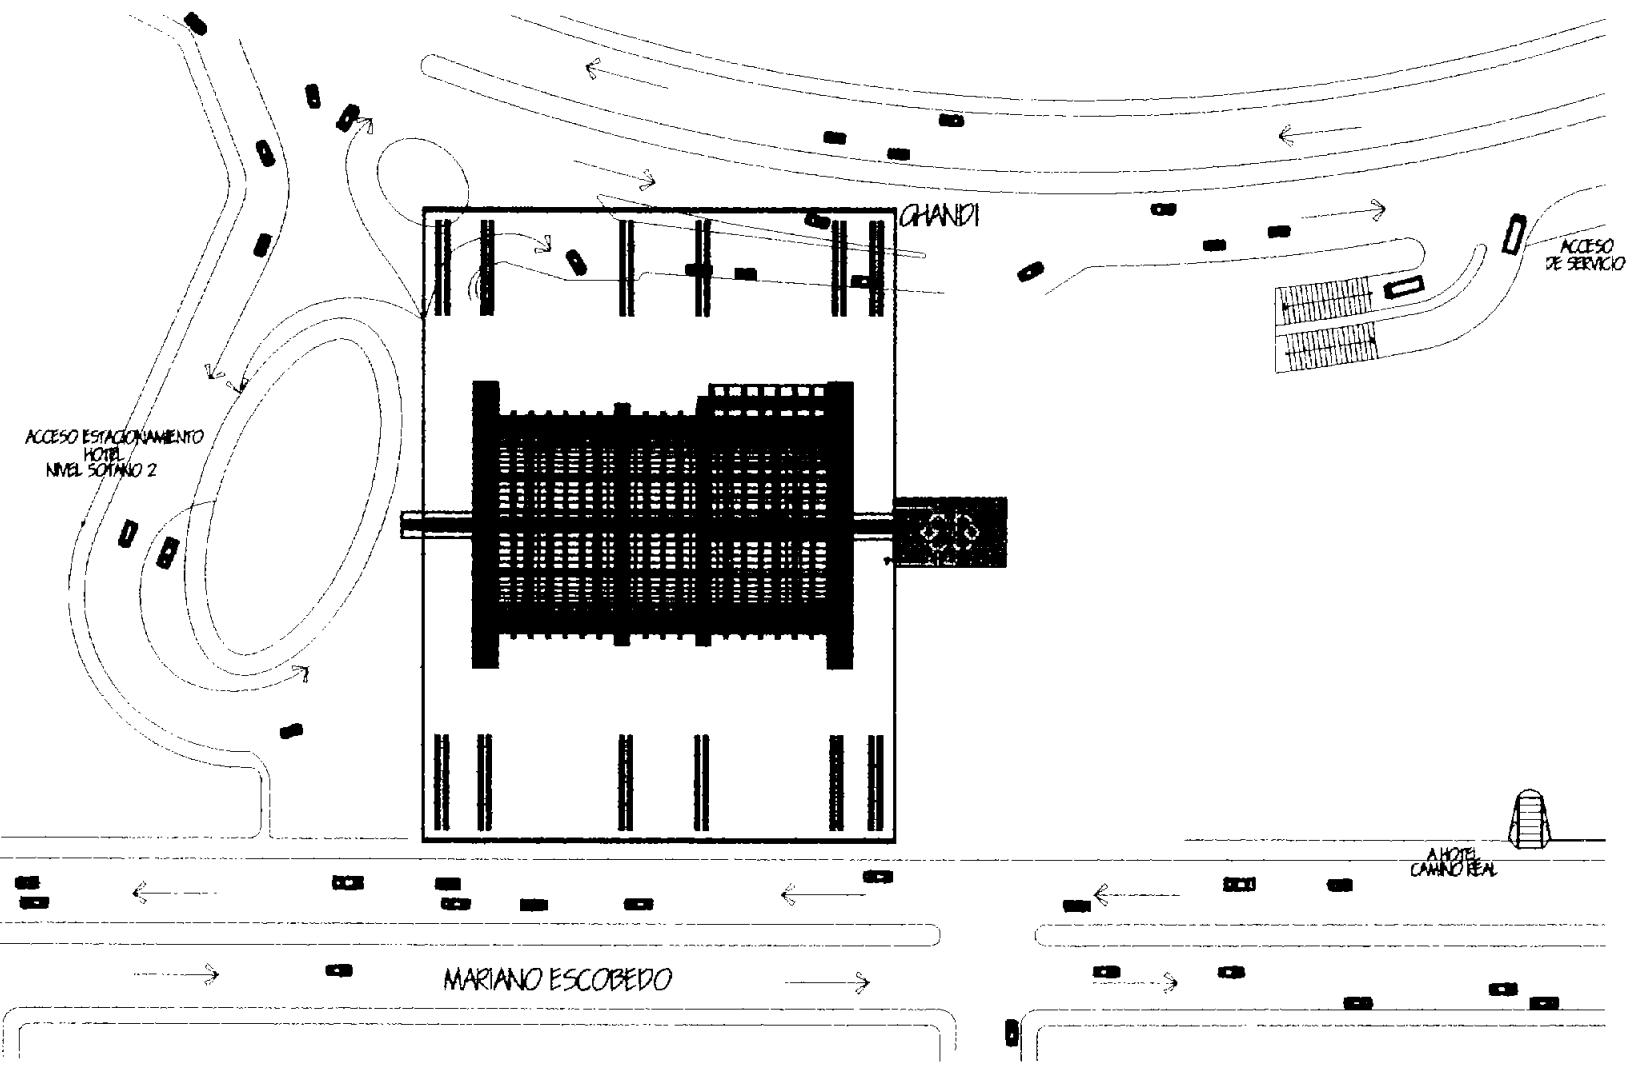 GHANDI
ACCESO
DE SERVICIO
ACCESO ESTACIONAMIENTO
HOTEL
NIVEL SOTANO 2
A HOTEL
CAMINO REAL
MARIANO ESCOBEDO